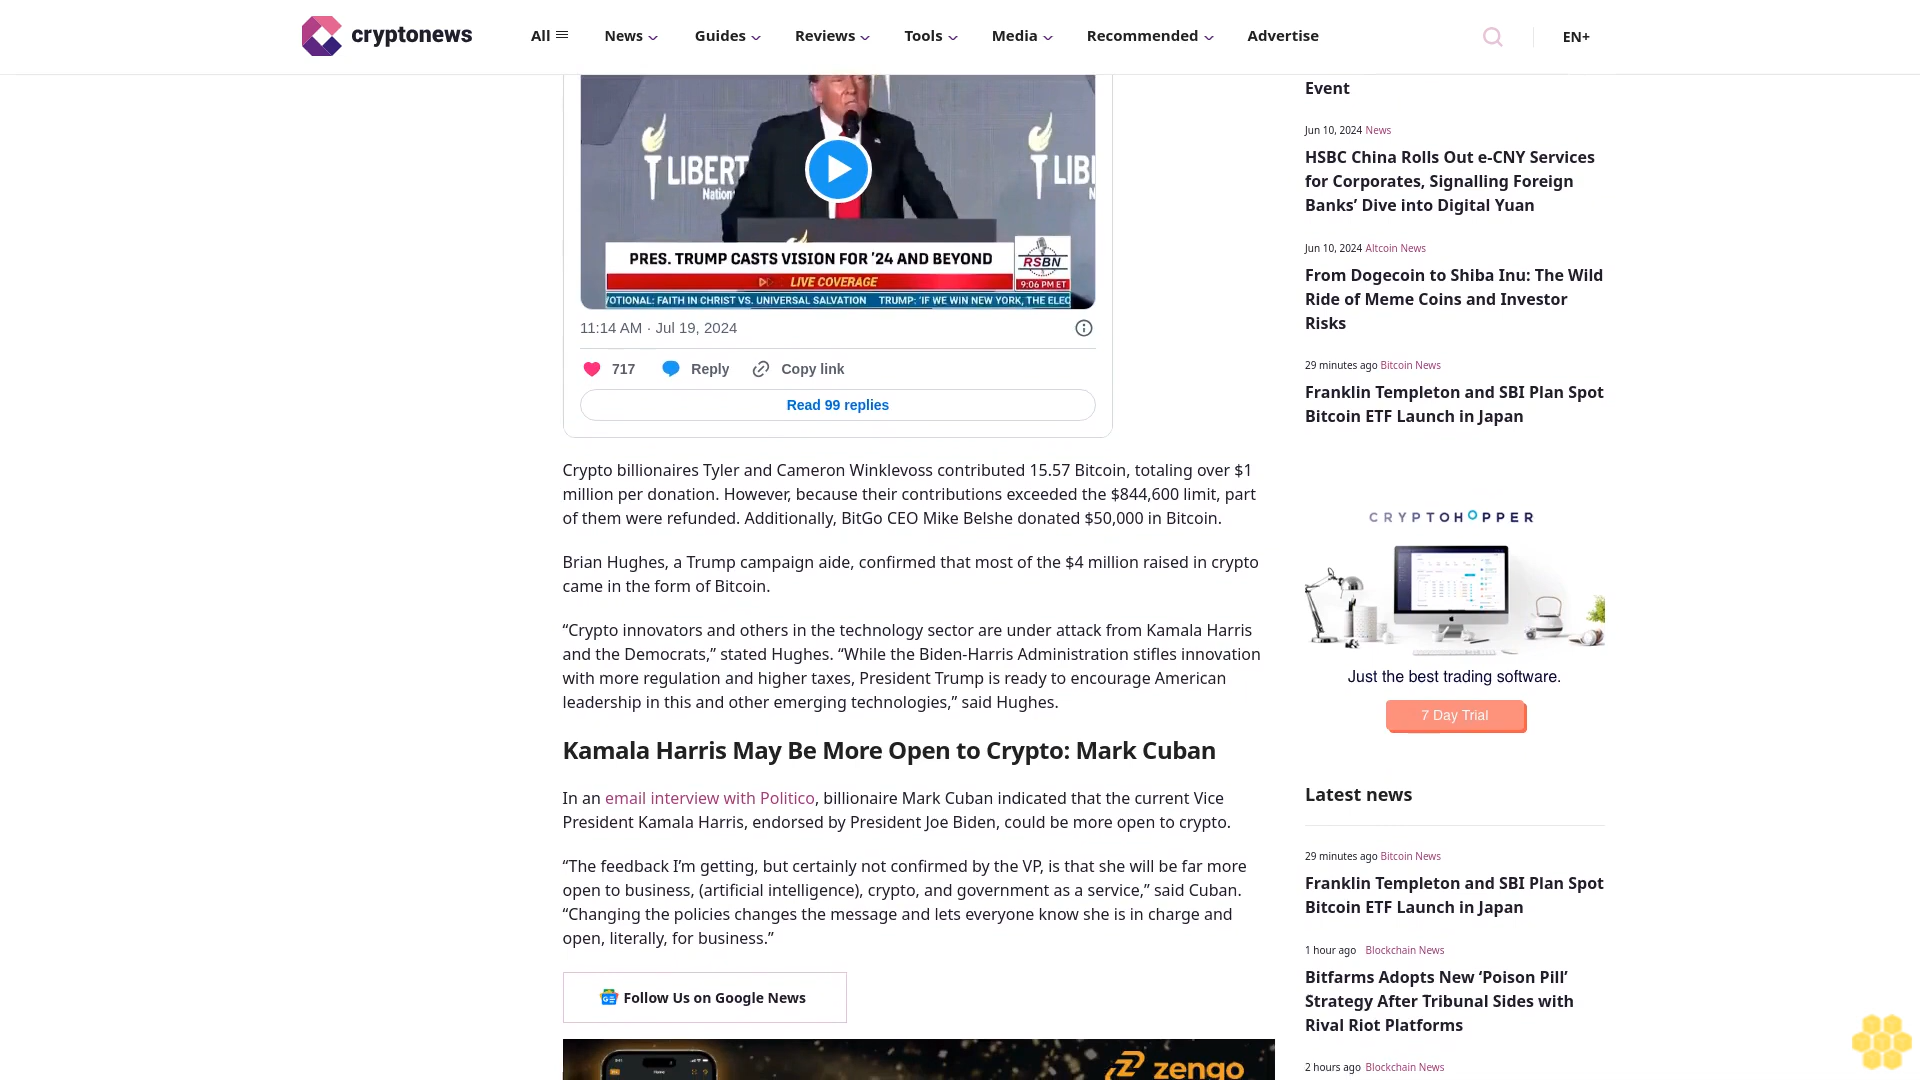 cryptonews
All
News
Guides
Reviews
Tools
Media
Recommended
Advertise
EN+
LIBERT
Nation
LIBE
N
PRES. TRUMP CASTS VISION FOR '24 AND BEYOND
RSBN
LIVE COVERAGE
9:06 PM ET
VOTIONAL: FAITH IN CHRIST VS. UNIVERSAL SALVATION TRUMP: 'IF WE WIN NEW YORK, THE ELEC
11:14 AM · Jul 19, 2024
717
Reply
Copy link
Read 99 replies
Crypto billionaires Tyler and Cameron Winklevoss contributed 15.57 Bitcoin, totaling over $1
million per donation. However, because their contributions exceeded the $844,600 limit, part
of them were refunded. Additionally, BitGo CEO Mike Belshe donated $50,000 in Bitcoin.
Brian Hughes, a Trump campaign aide, confirmed that most of the $4 million raised in crypto
came in the form of Bitcoin.
“Crypto innovators and others in the technology sector are under attack from Kamala Harris
and the Democrats,” stated Hughes. “While the Biden-Harris Administration stifles innovation
with more regulation and higher taxes, President Trump is ready to encourage American
leadership in this and other emerging technologies,” said Hughes.
Kamala Harris May Be More Open to Crypto: Mark Cuban
In an email interview with Politico, billionaire Mark Cuban indicated that the current Vice
President Kamala Harris, endorsed by President Joe Biden, could be more open to crypto.
“The feedback I’m getting, but certainly not confirmed by the VP, is that she will be far more
open to business, (artificial intelligence), crypto, and government as a service,” said Cuban.
“Changing the policies changes the message and lets everyone know she is in charge and
open, literally, for business.”
Follow Us on Google News
zengo
Event
Jun 10, 2024 News
HSBC China Rolls Out e-CNY Services
for Corporates, Signalling Foreign
Banks’ Dive into Digital Yuan
Jun 10, 2024 Altcoin News
From Dogecoin to Shiba Inu: The Wild
Ride of Meme Coins and Investor
Risks
29 minutes ago Bitcoin News
Franklin Templeton and SBI Plan Spot
Bitcoin ETF Launch in Japan
CRYPTOHOPPER
Just the best trading software.
7 Day Trial
Latest news
29 minutes ago Bitcoin News
Franklin Templeton and SBI Plan Spot
Bitcoin ETF Launch in Japan
1 hour ago Blockchain News
Bitfarms Adopts New ‘Poison Pill’
Strategy After Tribunal Sides with
Rival Riot Platforms
2 hours ago Blockchain News